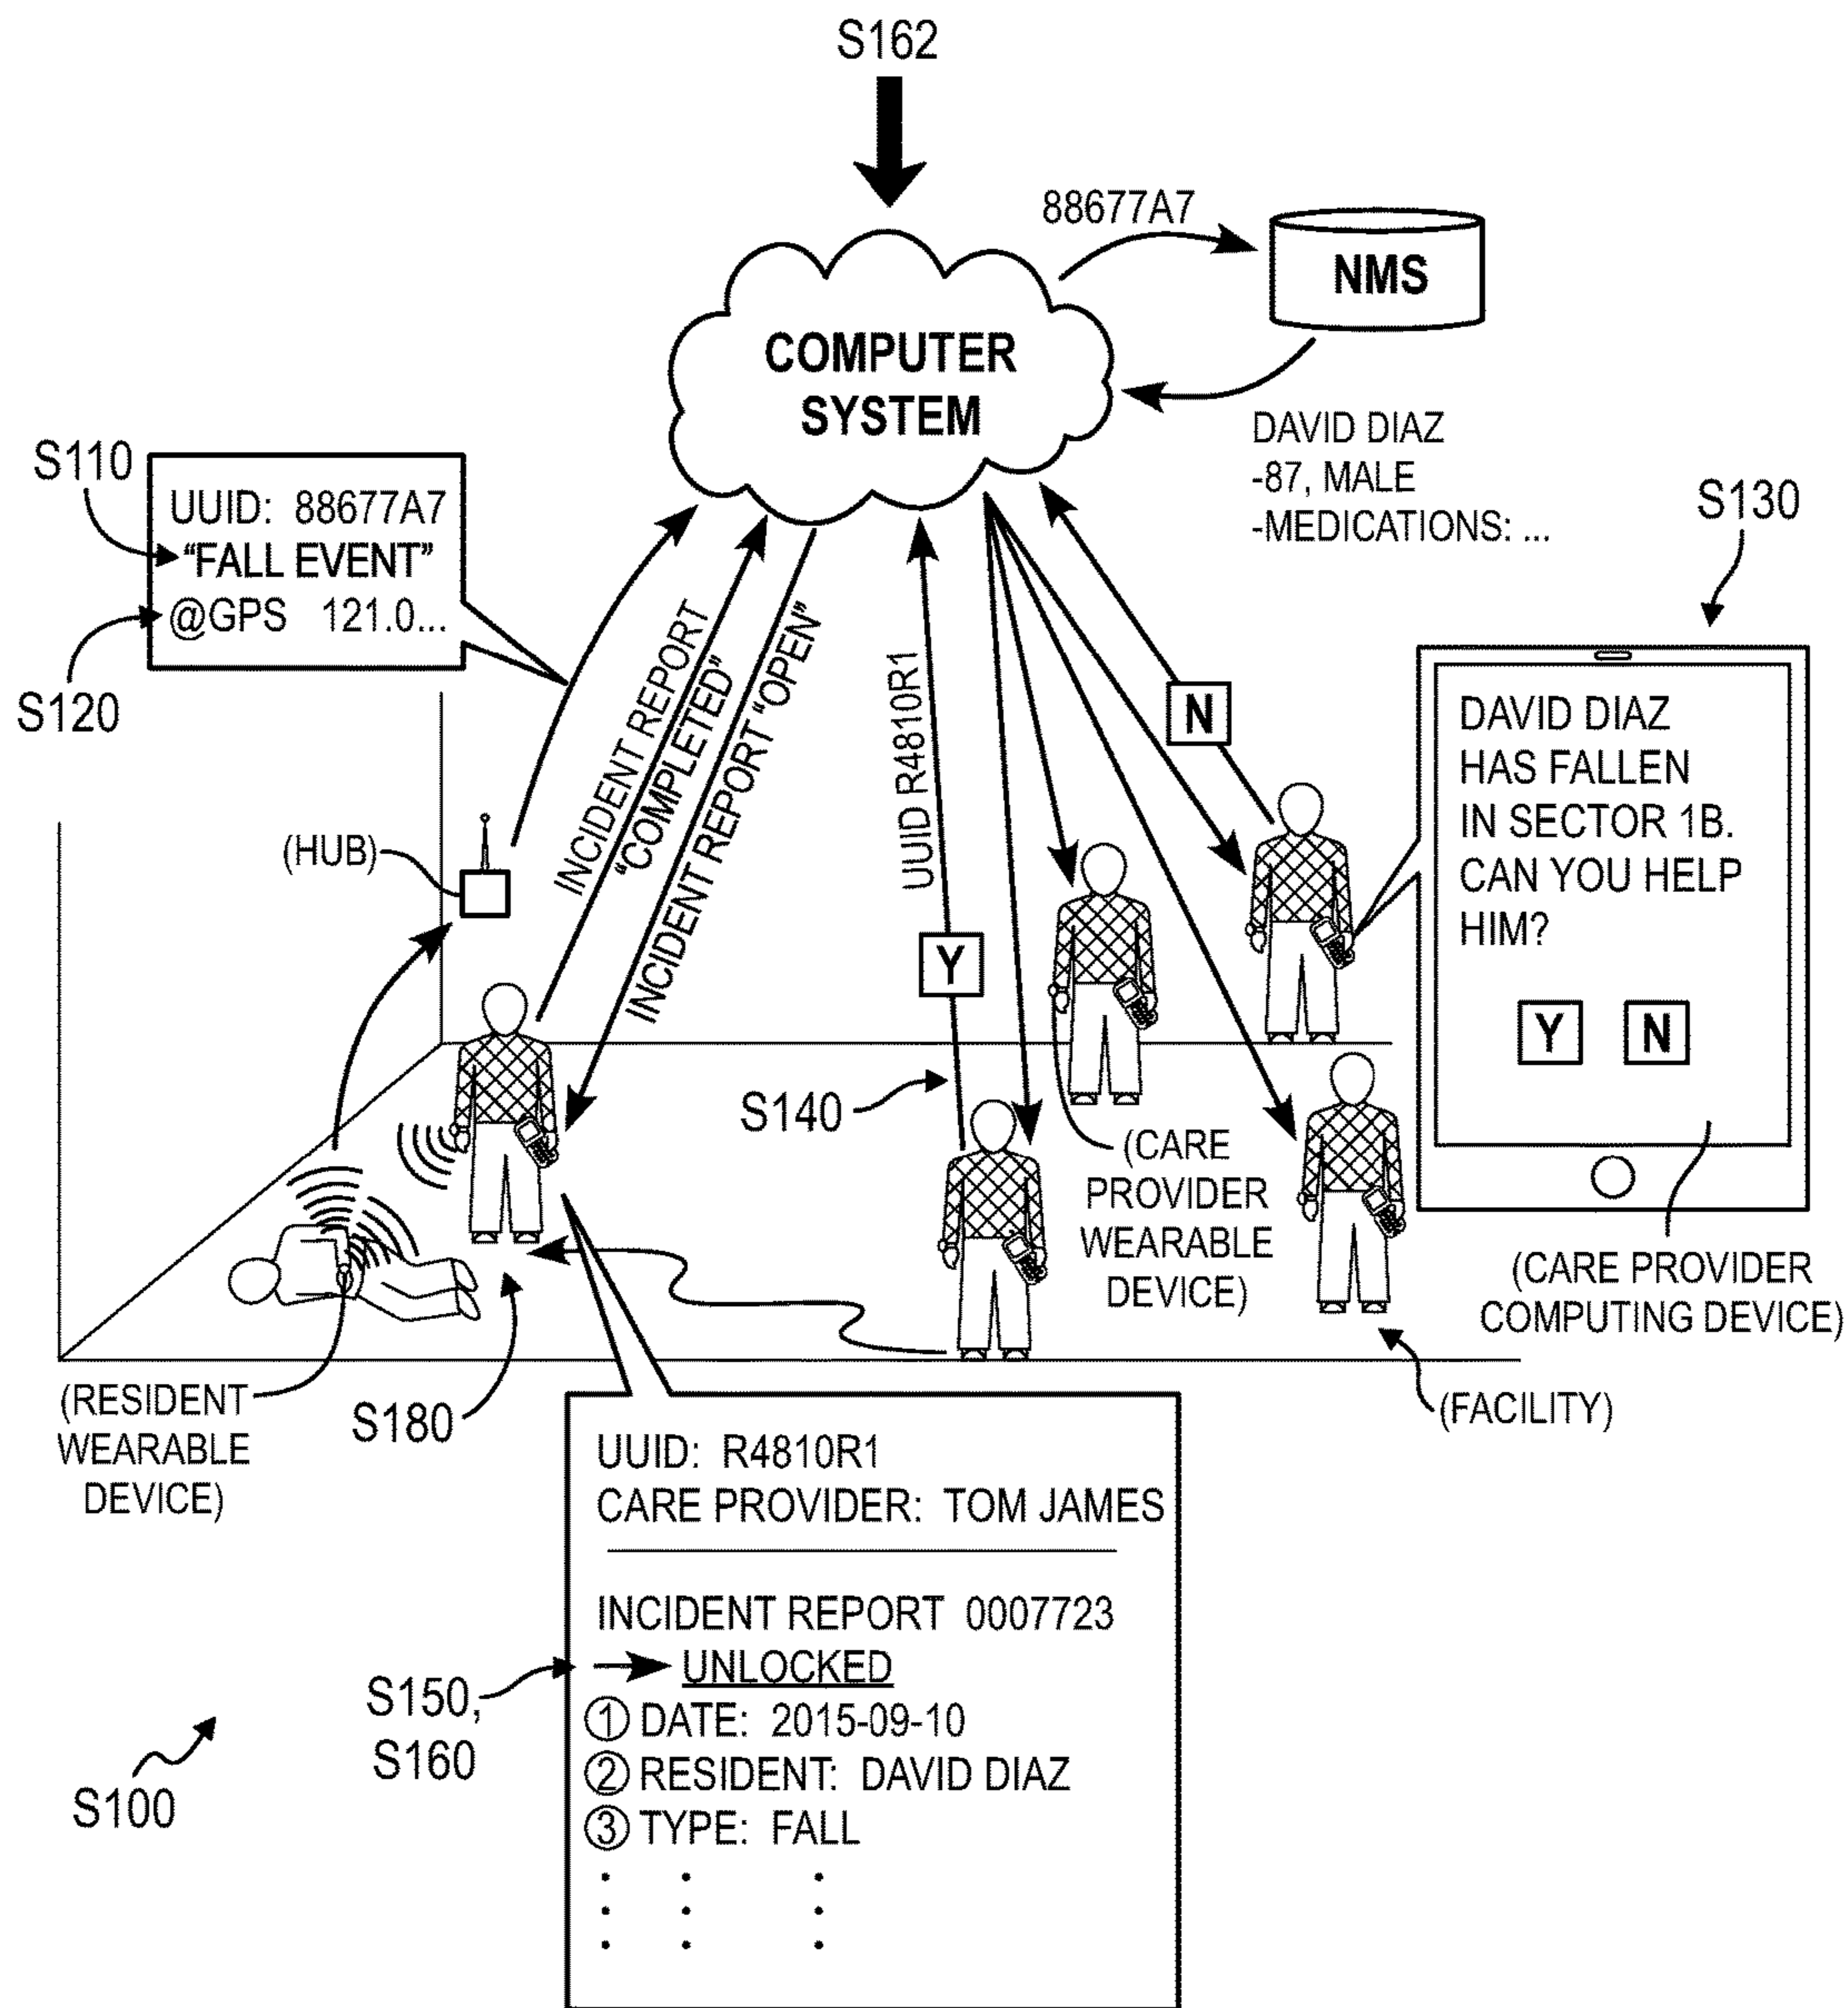 S162
88677A7
NMS
COMPUTER
SYSTEM
DAVID DIAZ
-87, MALE
-MEDICATIONS: ...
S110
UUID: 88677A7
“FALL EVENT”
@GPS 121.0...
S120
S130
DAVID DIAZ
HAS FALLEN
IN SECTOR 1B.
CAN YOU HELP
HIM?
Y N
(HUB)
INCIDENT REPORT
“COMPLETED”
INCIDENT REPORT “OPEN”
UUID R4810R1
Y
N
S140
(CARE
PROVIDER
WEARABLE
DEVICE)
(CARE PROVIDER
COMPUTING DEVICE)
(FACILITY)
(RESIDENT
WEARABLE
DEVICE)
S180
UUID: R4810R1
CARE PROVIDER: TOM JAMES
INCIDENT REPORT 0007723
UNLOCKED
S150,
S160
① DATE: 2015-09-10
② RESIDENT: DAVID DIAZ
③ TYPE: FALL
S100